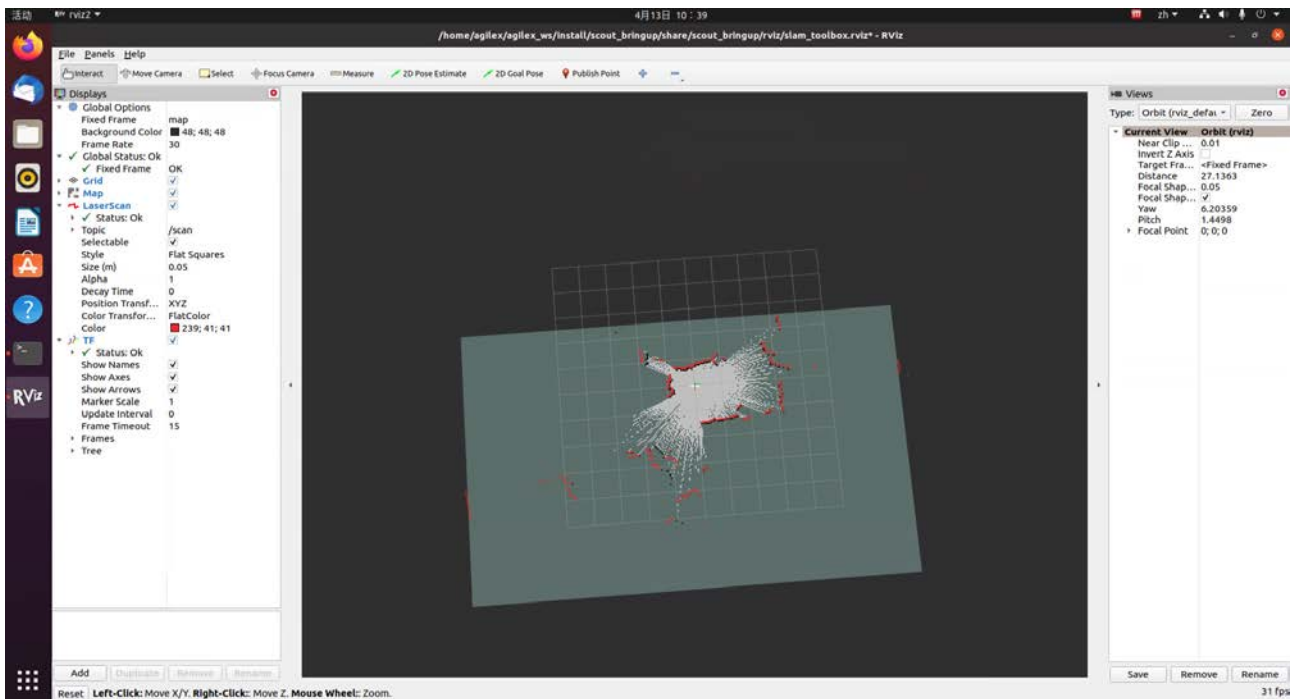 活动
rviz2
4月13日 10：39
zh
/home/agilex/agilex_ws/install/scout_bringup/share/scout_bringup/rviz/slam_toolbox.rviz* - RViz
File Panels Help
Interact Move Camera Select Focus Camera Measure 2D Pose Estimate 2D Goal Pose Publish Point
Displays
Global Options
Fixed Frame map
Background Color 48; 48; 48
Frame Rate 30
Global Status: Ok
Fixed Frame OK
Grid
Map
LaserScan
Status: Ok
Topic /scan
Selectable
Style Flat Squares
Size (m) 0.05
Alpha 1
Decay Time 0
Position Transf... XYZ
Color Transfor... FlatColor
Color 239; 41; 41
TF
Status: Ok
Show Names
Show Axes
Show Arrows
Marker Scale 1
Update Interval 0
Frame Timeout 15
Frames
Tree
RViz
Add Duplicate Remove Rename
Reset Left-Click: Move X/Y. Right-Click: Move Z. Mouse Wheel: Zoom.
Views
Type: Orbit (rviz_defau Zero
Current View Orbit (rviz)
Near Clip ... 0.01
Invert Z Axis
Target Fra... <Fixed Frame>
Distance 27.1363
Focal Shap... 0.05
Focal Shap...
Yaw 6.20359
Pitch 1.4498
Focal Point 0; 0; 0
Save Remove Rename
31 fps